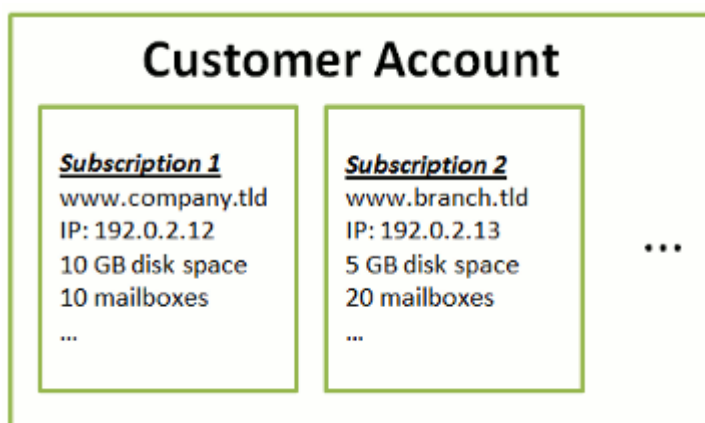 Customer Account
Subscription 1
www.company.tld
IP: 192.0.2.12
10 GB disk space
10 mailboxes
...
Subscription 2
www.branch.tld
IP: 192.0.2.13
5 GB disk space
20 mailboxes
...
...